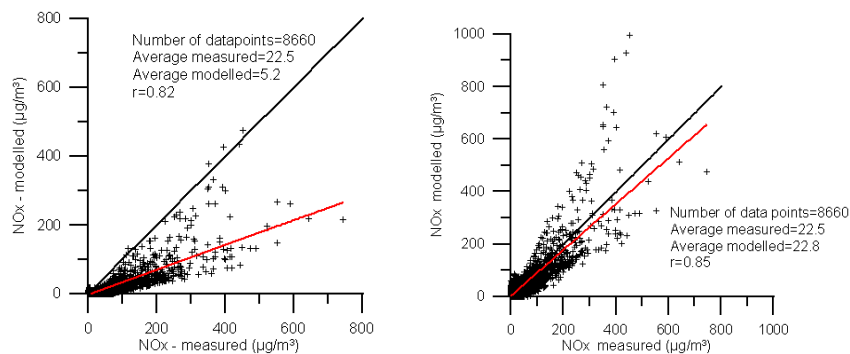 800
600
400
200
0
NOx - modelled (µg/m³)
Number of datapoints=8660
Average measured=22.5
Average modelled=5.2
r=0.82
0 200 400 600 800
NOx - measured (µg/m³)
1000
800
600
400
200
0
NOx modelled (µg/m³)
Number of data points=8660
Average measured=22.5
Average modelled=22.8
r=0.85
0 200 400 600 800 1000
NOx measured (µg/m³)